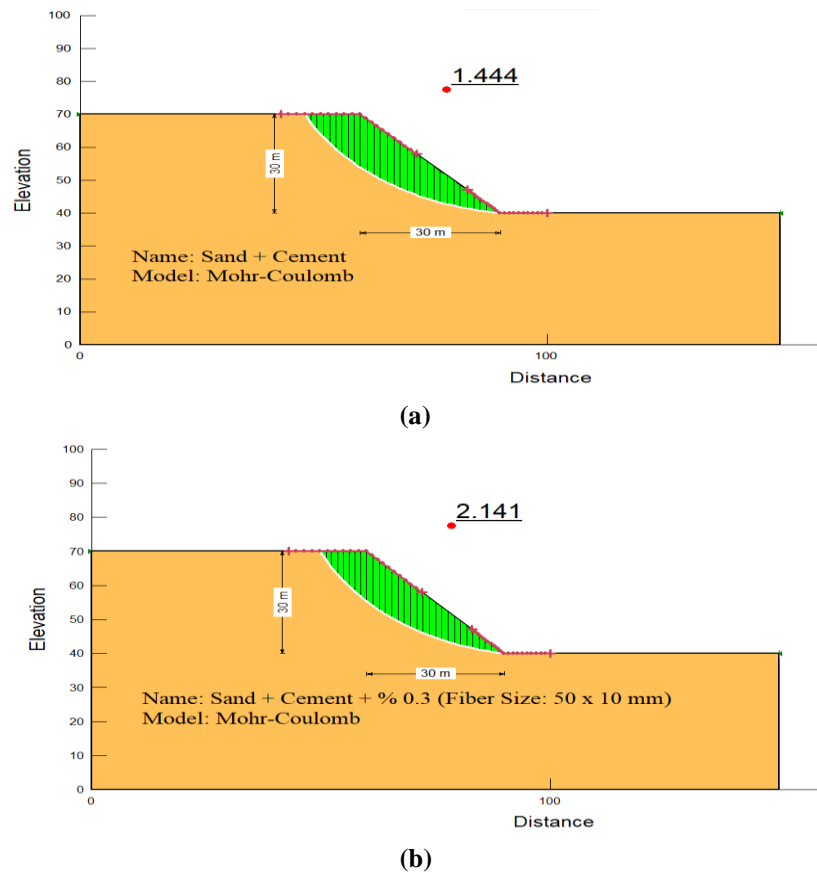 100
90
1.444
80
70
60
50
30 m
40
30 m
30
Name: Sand + Cement
Model: Mohr-Coulomb
20
10
0
Elevation
0
100
Distance
(a)
100
90
2.141
80
70
60
50
30 m
40
30 m
30
Name: Sand + Cement + % 0.3 (Fiber Size: 50 x 10 mm)
Model: Mohr-Coulomb
20
10
0
Elevation
0
100
Distance
(b)